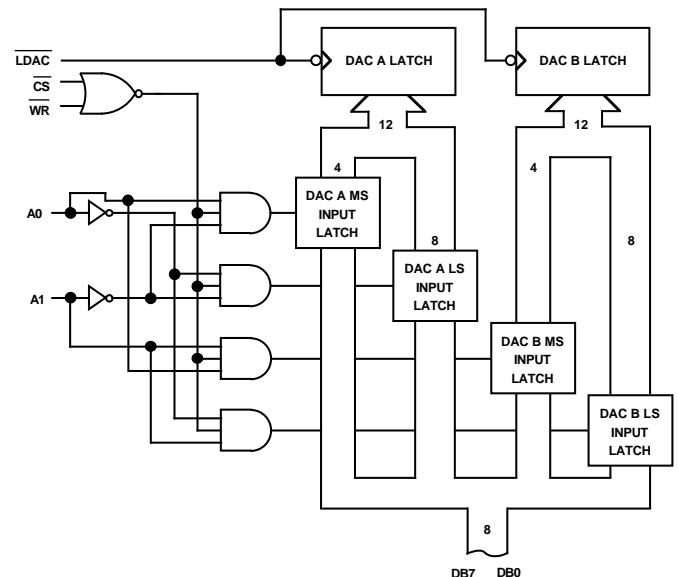 LDAC
CS
WR
DAC A LATCH
DAC B LATCH
12
12
4
4
A0
DAC A MS
INPUT
LATCH
8
8
DAC A LS
INPUT
LATCH
A1
DAC B MS
INPUT
LATCH
DAC B LS
INPUT
LATCH
8
DB7 DB0